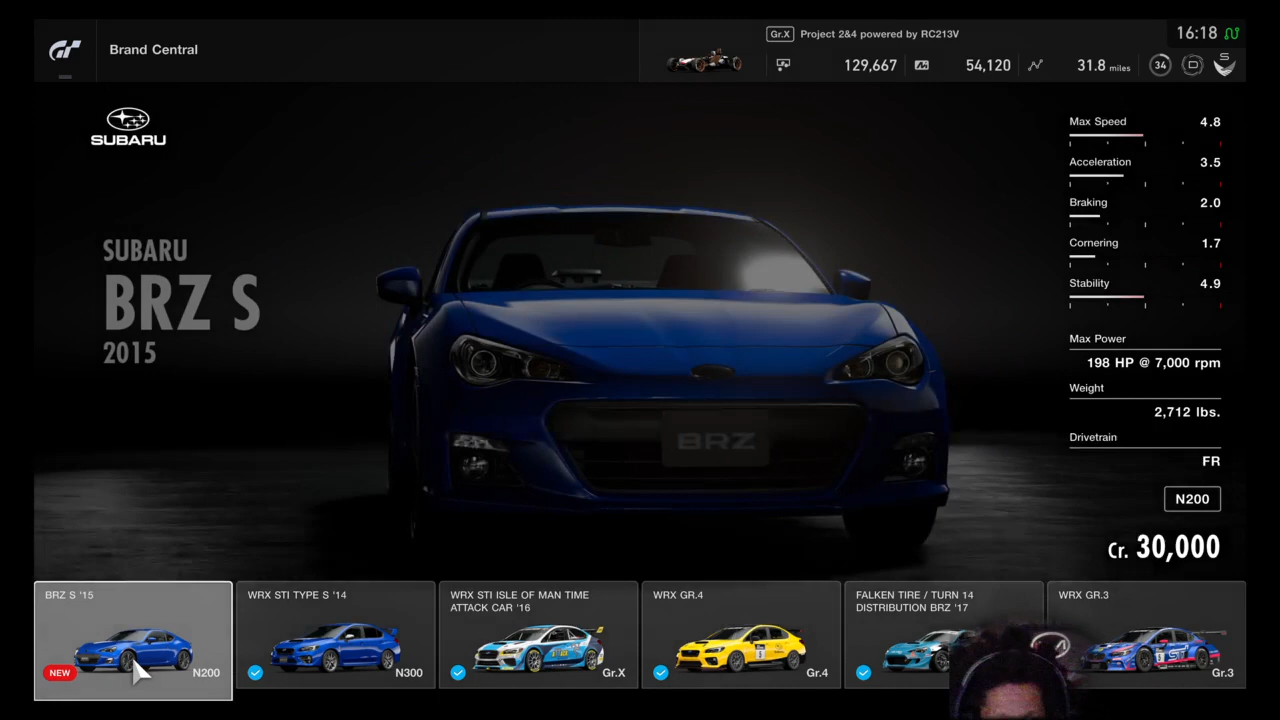 Brand Central
Gr.X Project 2&4 powered by RC213V
16:18
129,667
54,120
31.8 miles
34
S
SUBARU
SUBARU
BRZ S
2015
BRZ
Max Speed 4.8
Acceleration 3.5
Braking 2.0
Cornering 1.7
Stability 4.9
Max Power
198 HP @ 7,000 rpm
Weight
2,712 lbs.
Drivetrain
FR
N200
Cr. 30,000
BRZ S '15
NEW N200
WRX STI TYPE S '14
N300
WRX STI ISLE OF MAN TIME
ATTACK CAR '16
Gr.X
WRX GR.4
Gr.4
FALKEN TIRE / TURN 14
DISTRIBUTION BRZ '17
WRX GR.3
Gr.3